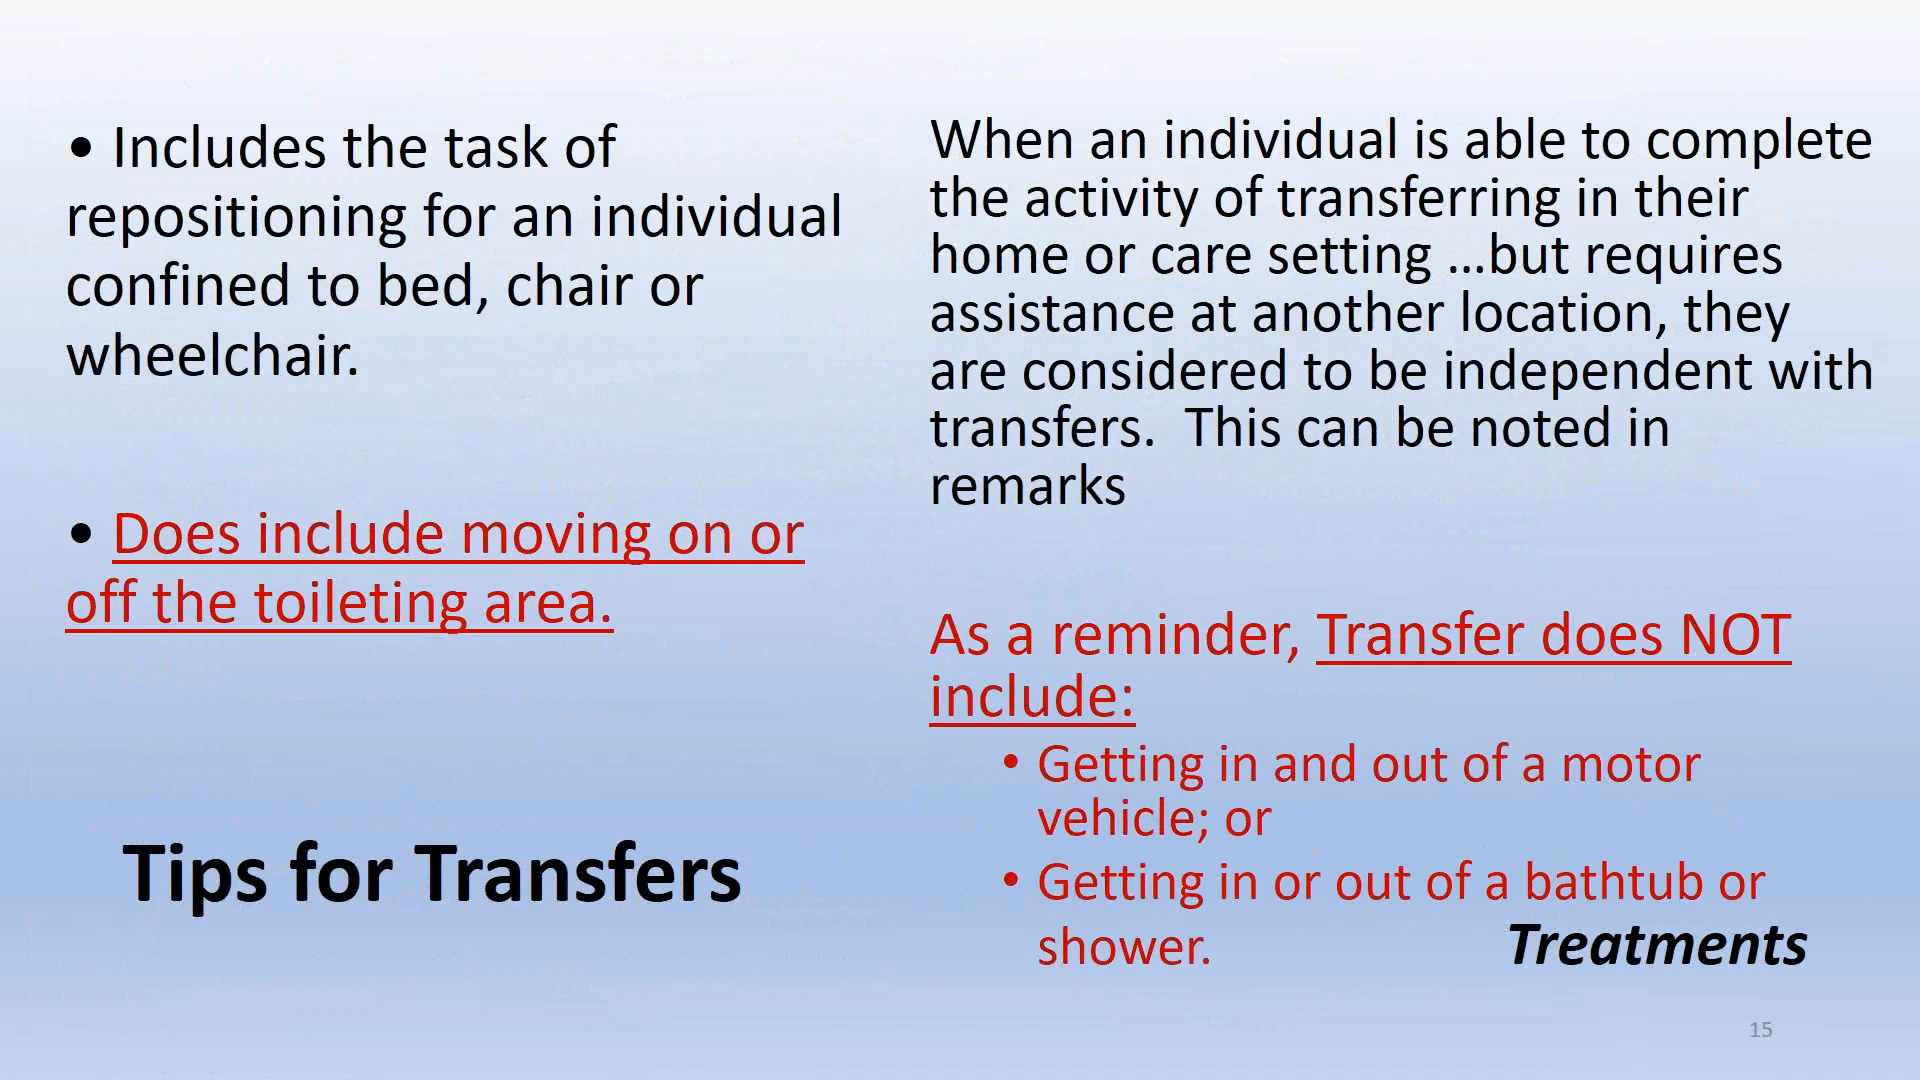 • Includes the task of
repositioning for an individual
confined to bed, chair or
wheelchair.
• Does include moving on or
off the toileting area.
Tips for Transfers
When an individual is able to complete
the activity of transferring in their
home or care setting …but requires
assistance at another location, they
are considered to be independent with
transfers.  This can be noted in
remarks
As a reminder, Transfer does NOT
include:
• Getting in and out of a motor
vehicle; or
• Getting in or out of a bathtub or
shower.
Treatments
15